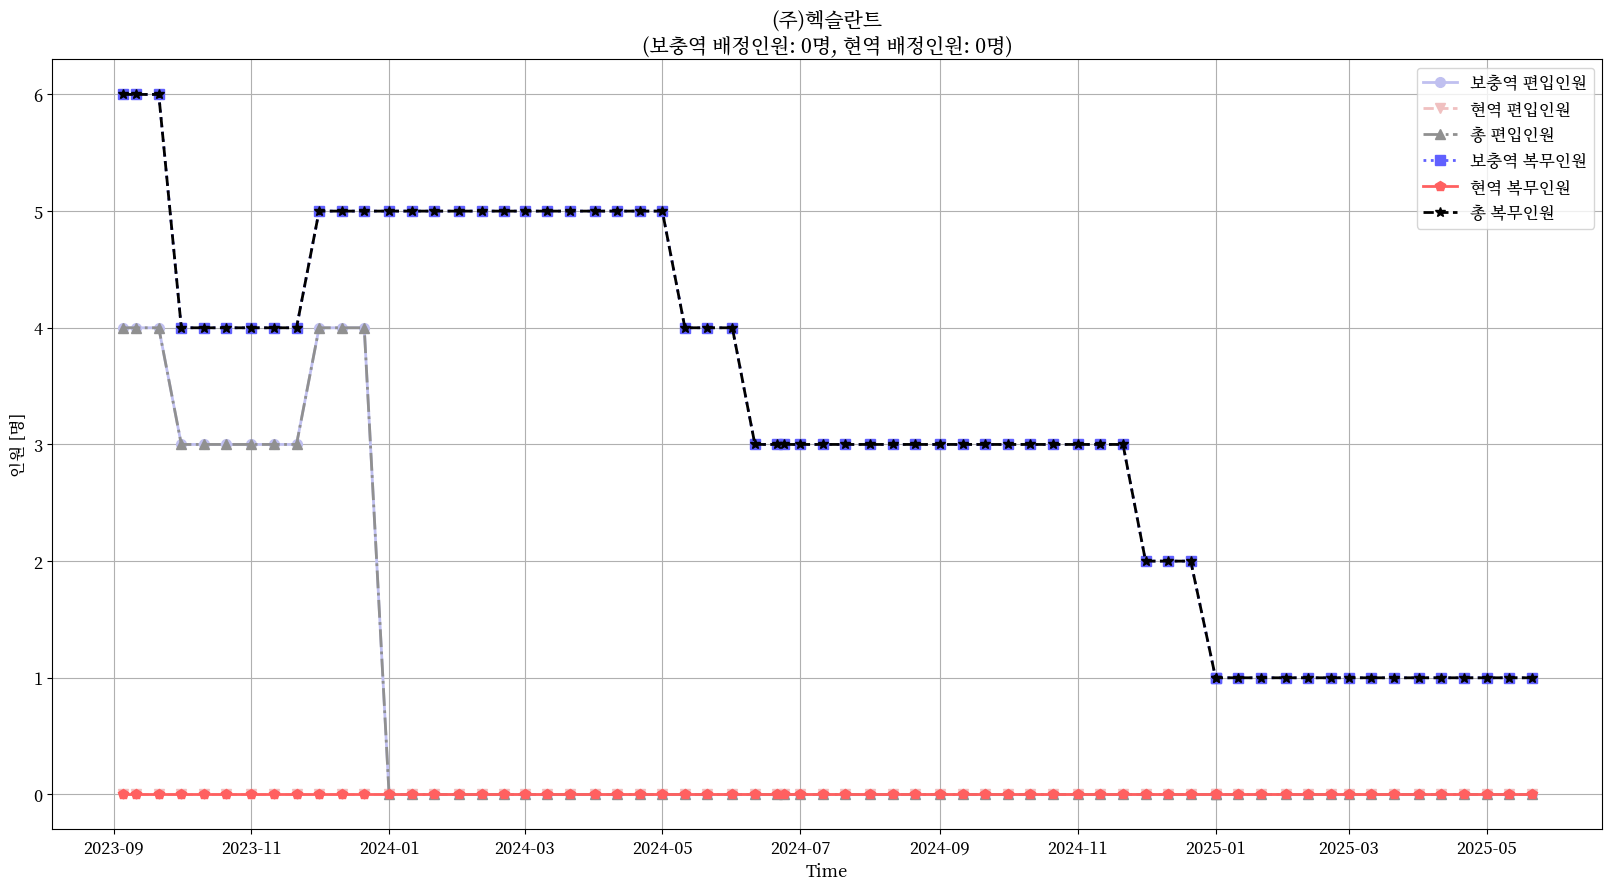 (주)헥슬란트
(보충역 배정인원: 0명, 현역 배정인원: 0명)
보충역 편입인원
현역 편입인원
총 편입인원
보충역 복무인원
현역 복무인원
총 복무인원
인원 [명]
6
5
4
3
2
1
0
2023-09
2023-11
2024-01
2024-03
2024-05
2024-07
2024-09
2024-11
2025-01
2025-03
2025-05
Time